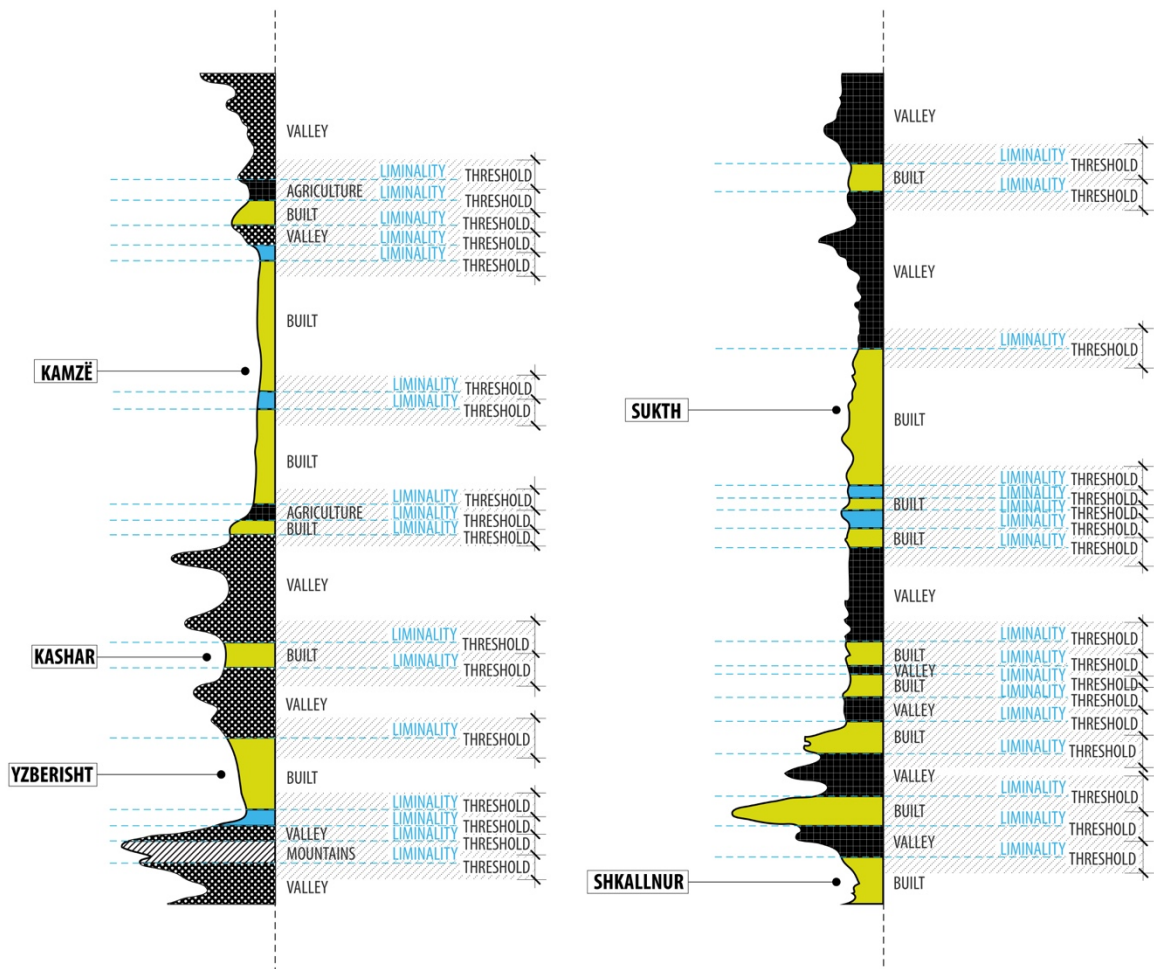 VALLEY
LIMINALITY THRESHOLD
AGRICULTURE LIMINALITY THRESHOLD
BUILT LIMINALITY THRESHOLD
VALLEY LIMINALITY THRESHOLD
LIMINALITY THRESHOLD
BUILT
KAMZË
LIMINALITY THRESHOLD
LIMINALITY THRESHOLD
BUILT
LIMINALITY THRESHOLD
AGRICULTURE LIMINALITY THRESHOLD
BUILT LIMINALITY THRESHOLD
VALLEY
LIMINALITY THRESHOLD
KASHAR BUILT LIMINALITY THRESHOLD
VALLEY
LIMINALITY THRESHOLD
YZBERISHT BUILT
LIMINALITY THRESHOLD
LIMINALITY THRESHOLD
VALLEY LIMINALITY THRESHOLD
MOUNTAINS LIMINALITY THRESHOLD
VALLEY
VALLEY
LIMINALITY THRESHOLD
BUILT LIMINALITY THRESHOLD
VALLEY
LIMINALITY THRESHOLD
SUKTH BUILT
LIMINALITY THRESHOLD
LIMINALITY THRESHOLD
BUILT LIMINALITY THRESHOLD
LIMINALITY THRESHOLD
BUILT LIMINALITY THRESHOLD
VALLEY
LIMINALITY THRESHOLD
BUILT LIMINALITY THRESHOLD
VALLEY LIMINALITY THRESHOLD
BUILT LIMINALITY THRESHOLD
VALLEY LIMINALITY THRESHOLD
BUILT LIMINALITY THRESHOLD
VALLEY LIMINALITY THRESHOLD
BUILT LIMINALITY THRESHOLD
VALLEY LIMINALITY THRESHOLD
SHKALLNUR BUILT